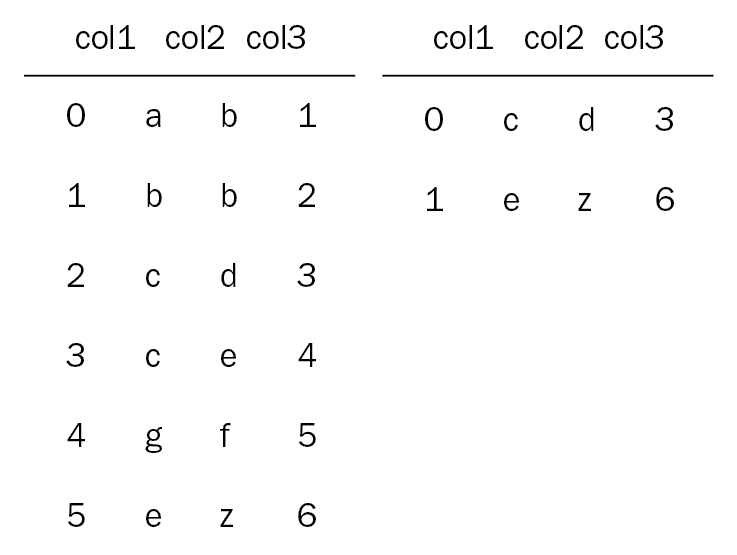 col1 col2 col3
0 a b 1
1 b b 2
2 c d 3
3 c e 4
4 g f 5
5 e z 6
col1 col2 col3
0 c d 3
1 e z 6